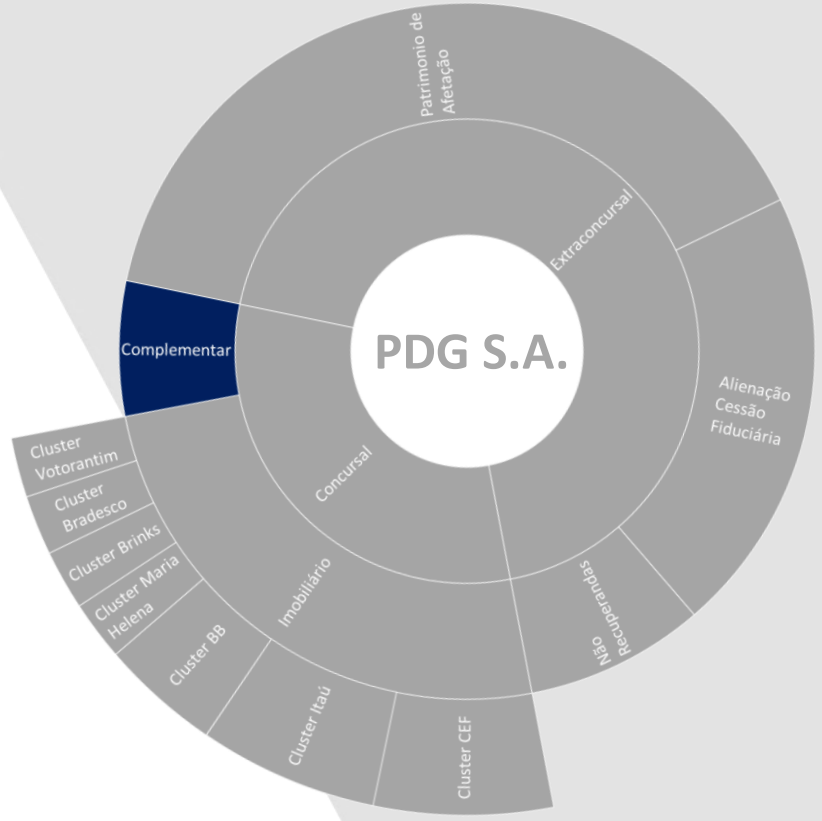 Patrimonio de
Afetação
Extraconcursal
PDG S.A.
Complementar
Alienação
Cessão
Fiduciária
Concursal
Imobiliário
Não
Recuperandas
Cluster
Votorantim
Cluster
Bradesco
Cluster Brinks
Cluster Maria
Helena
Cluster BB
Cluster Itaú
Cluster CEF